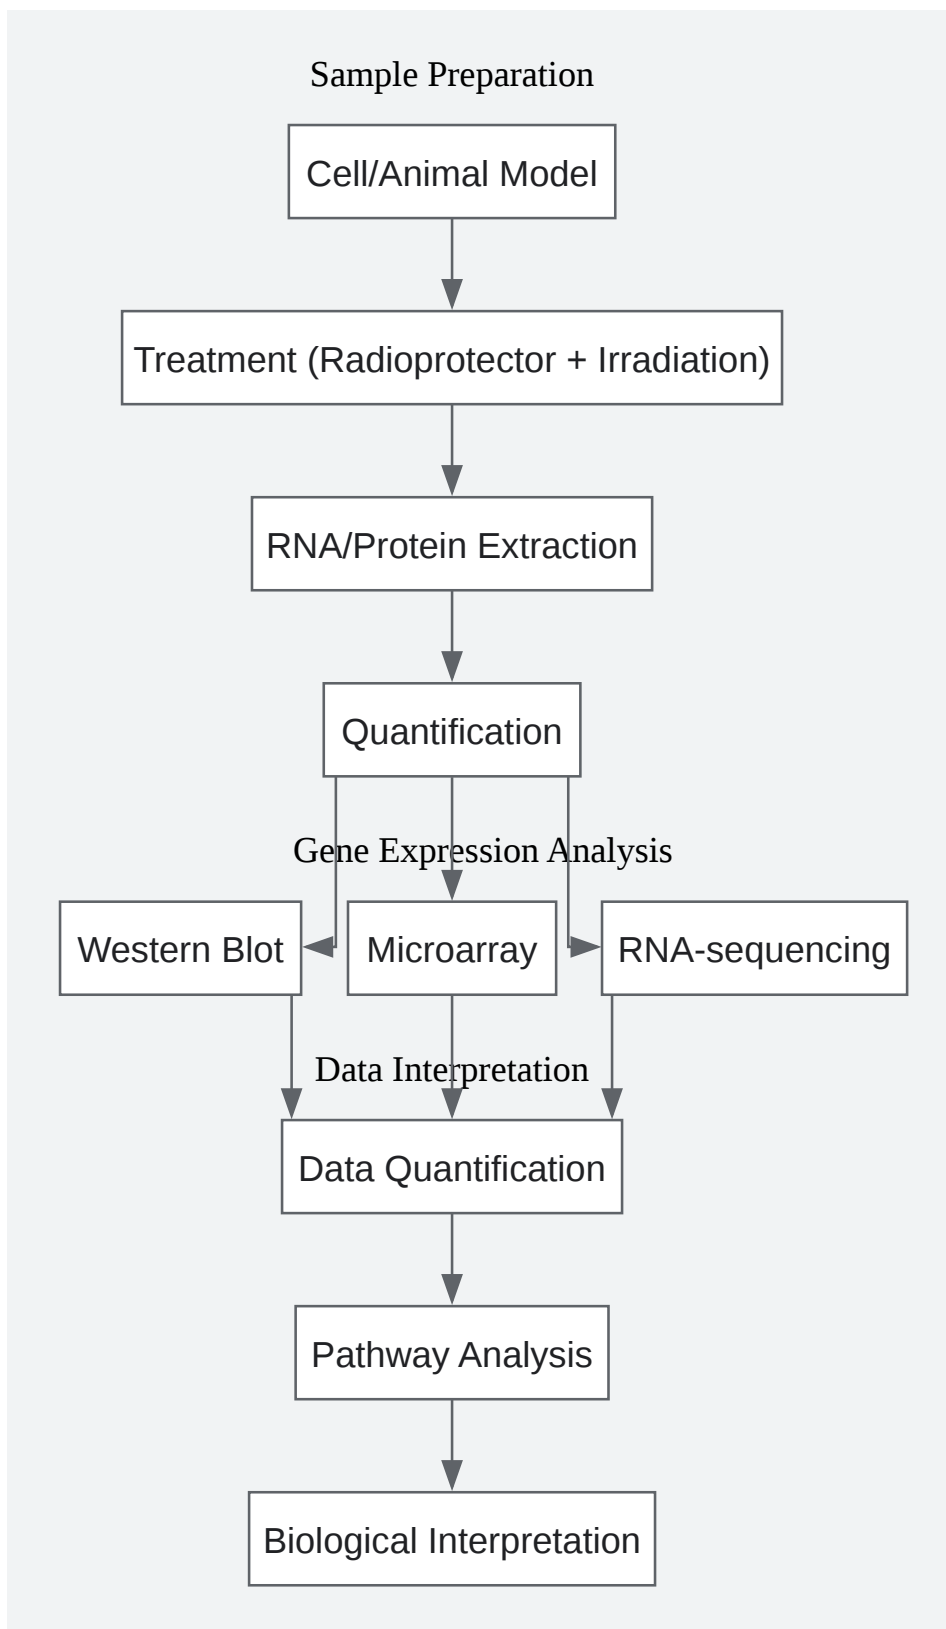 Sample Preparation
Cell/Animal Model
Treatment (Radioprotector + Irradiation)
RNA/Protein Extraction
Quantification
Gene Expression Analysis
Western Blot
Microarray
RNA-sequencing
Data Interpretation
Data Quantification
Pathway Analysis
Biological Interpretation